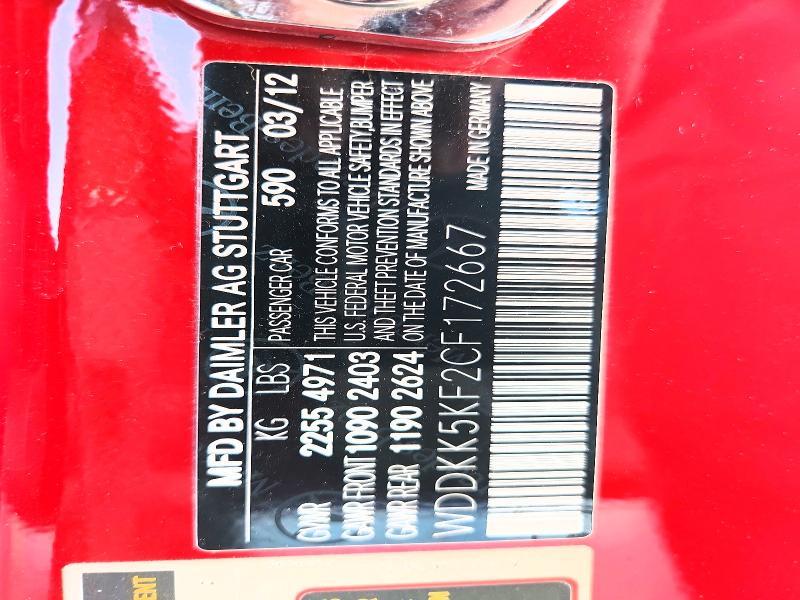 MFD BY DAIMLER AG STUTTGART
KG LBS PASSENGER CAR 590 03/12
GVWR 2255 4971 THIS VEHICLE CONFORMS TO ALL APPLICABLE
GAWR FRONT 1090 2403 U.S. FEDERAL MOTOR VEHICLE SAFETY,BUMPER
AND THEFT PREVENTION STANDARDS IN EFFECT
GAWR REAR 1190 2624 ON THE DATE OF MANUFACTURE SHOWN ABOVE
WDDKK5KF2CF172667 MADE IN GERMANY